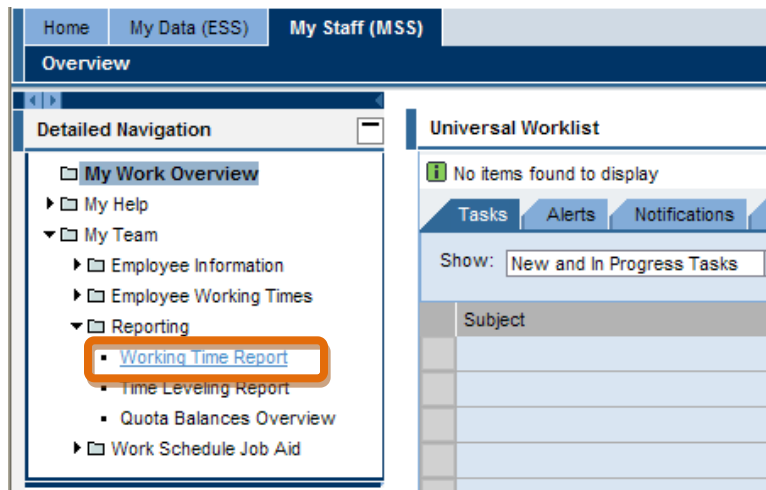 Home My Data (ESS) My Staff (MSS)
Overview
Detailed Navigation
My Work Overview
My Help
My Team
Employee Information
Employee Working Times
Reporting
Working Time Report
Time Leveling Report
Quota Balances Overview
Work Schedule Job Aid
Universal Worklist
No items found to display
Tasks Alerts Notifications
Show: New and In Progress Tasks
Subject